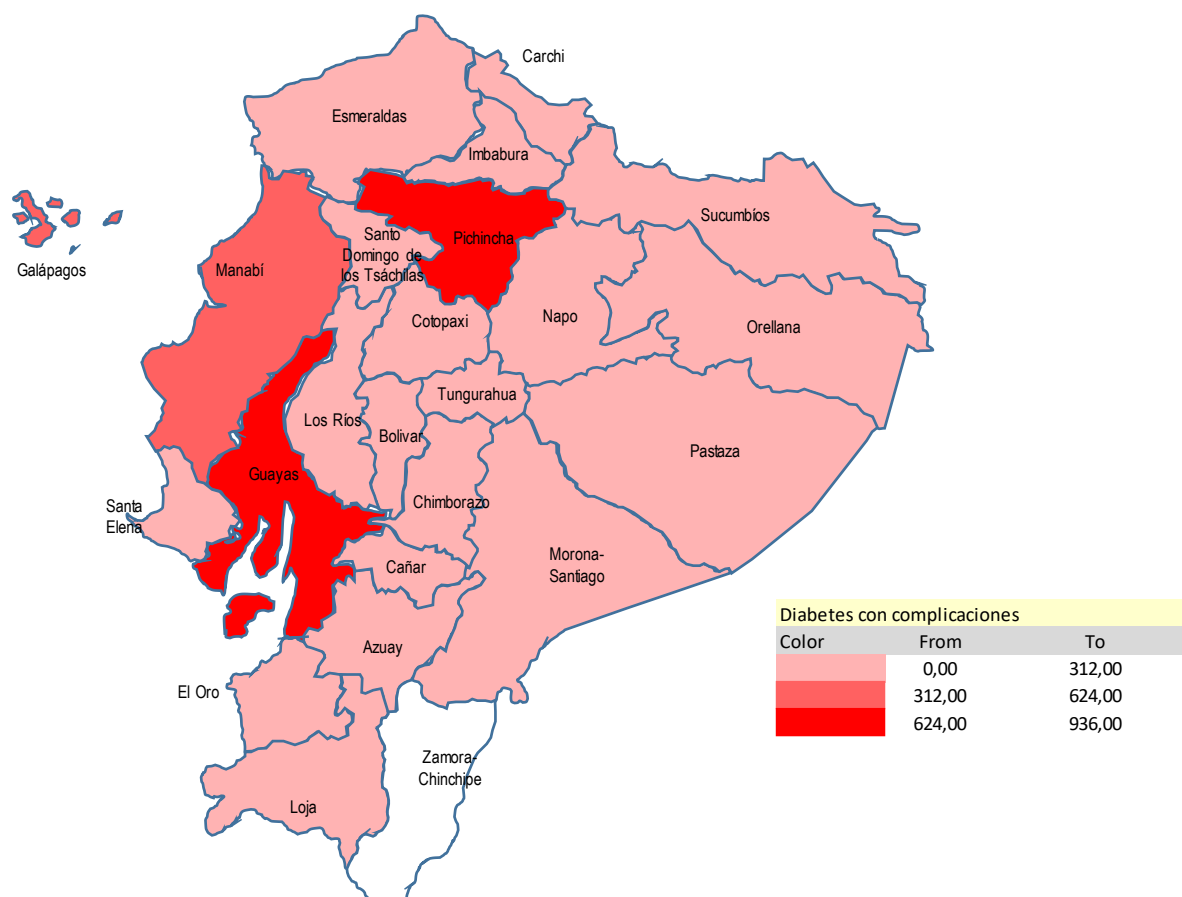 Carchi
Esmeraldas
Imbabura
Sucumbíos
Santo
Domingo de
los Tsáchilas
Pichincha
Galápagos
Manabí
Cotopaxi
Napo
Orellana
Tungurahua
Los Ríos
Bolivar
Pastaza
Guayas
Chimborazo
Santa
Elena
Morona-
Santiago
Cañar
Azuay
El Oro
Zamora-
Chinchipe
Loja
Diabetes con complicaciones
Color From To
0,00 312,00
312,00 624,00
624,00 936,00